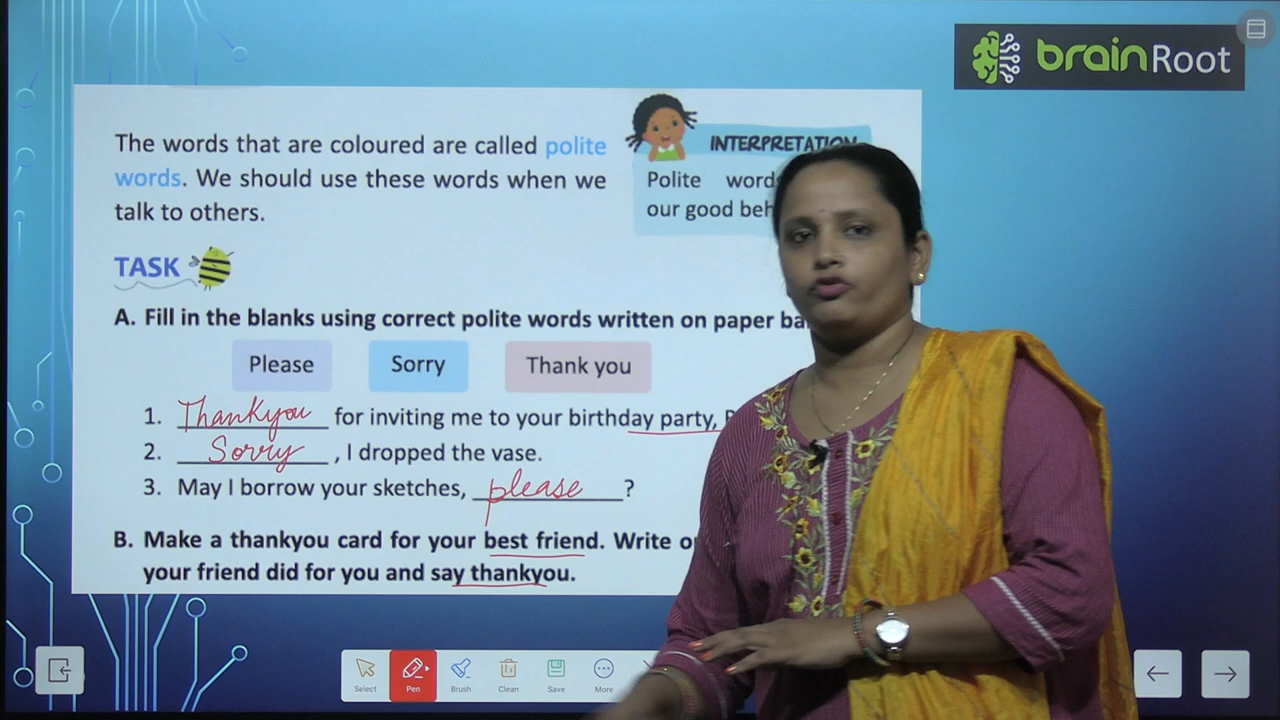 brainRoot
The words that are coloured are called polite
words. We should use these words when we
talk to others.
INTERPRETATION
Polite words
our good
TASK
A. Fill in the blanks using correct polite words written on paper
Please
Sorry
Thank you
1. Thankyou for inviting me to your birthday party,
2. Sorry , I dropped the vase.
3. May I borrow your sketches, please ?
B. Make a thankyou card for your best friend. Write
your friend did for you and say thankyou.
Select
Pen
Brush
Clean
Save
More